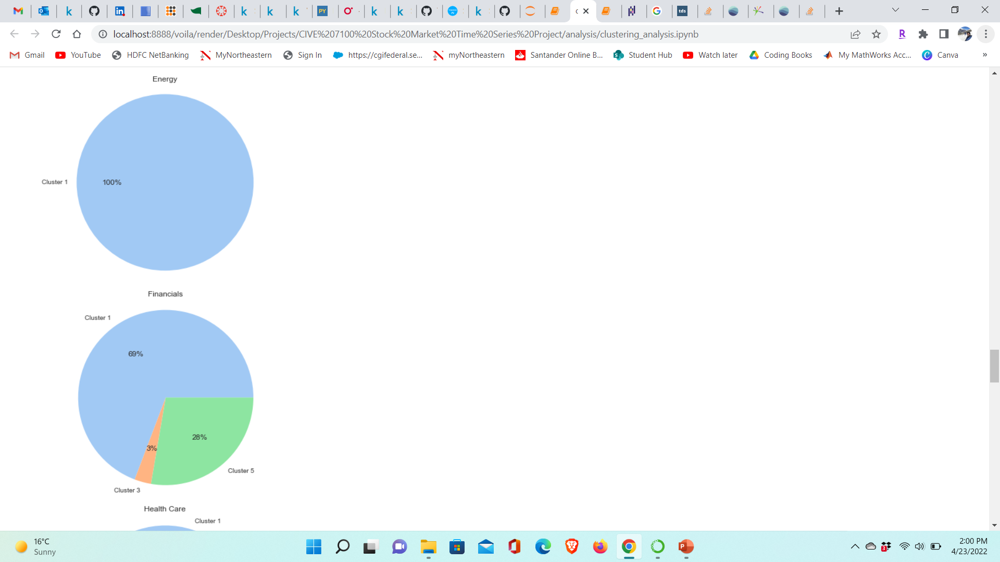 localhost:8888/voila/render/Desktop/Projects/CIVE%207100%20Stock%20Market%20Time%20Series%20Project/analysis/clustering_analysis.ipynb
Gmail YouTube HDFC NetBanking MyNortheastern Sign In https://cgifederal.se... myNortheastern Santander Online B... Student Hub Watch later Coding Books My MathWorks Acc... Canva »
Energy
Cluster 1
100%
Financials
Cluster 1
69%
28%
3%
Cluster 5
Cluster 3
Health Care
Cluster 1
16°C
Sunny
2:00 PM
4/23/2022